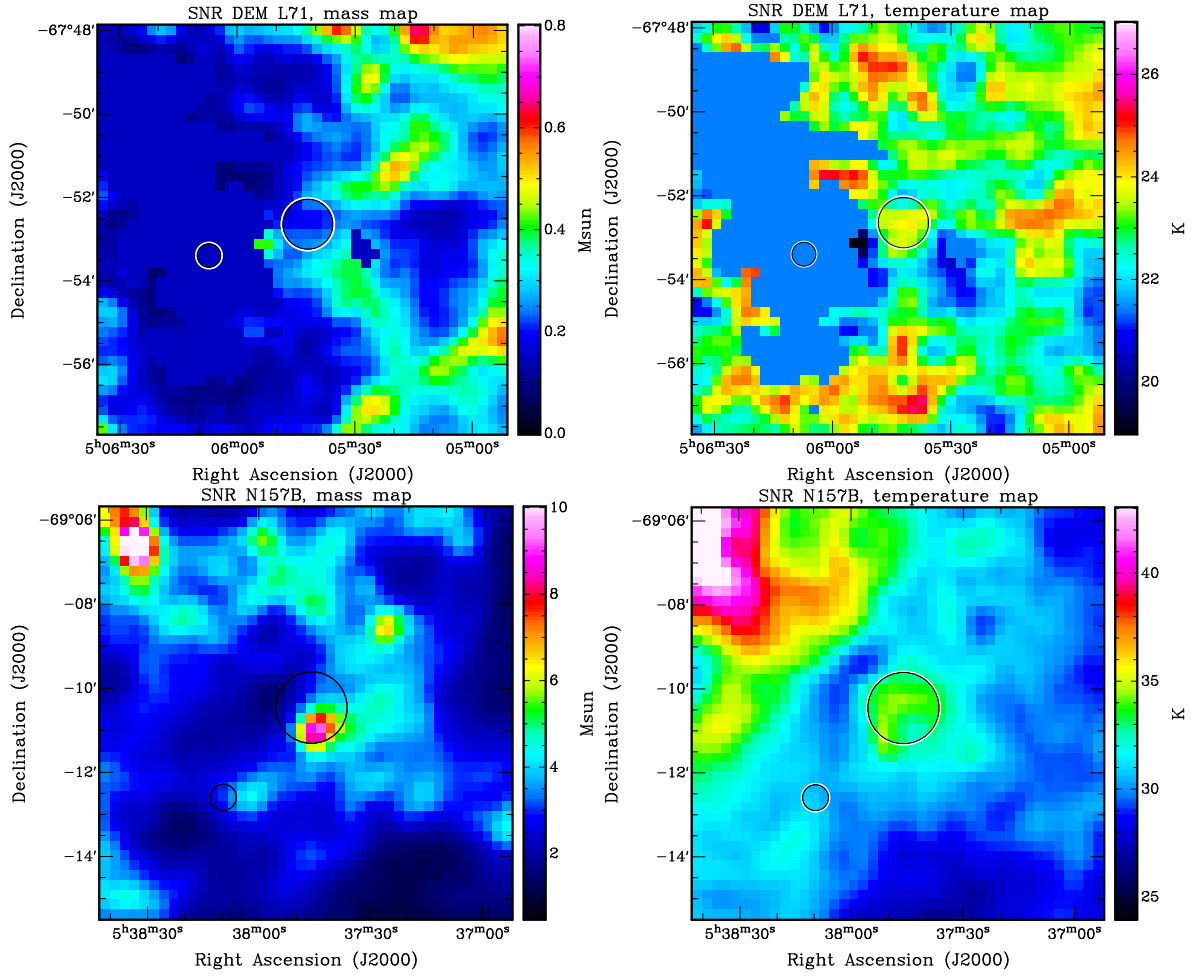 SNR DEM L71, mass map
−67°48′
−50′
−52′
−54′
−56′
Declination (J2000)
5ʰ06ᵐ30ˢ
06ᵐ00ˢ
05ᵐ30ˢ
05ᵐ00ˢ
Right Ascension (J2000)
0.8
0.6
0.4
0.2
0.0
Msun
SNR DEM L71, temperature map
−67°48′
−50′
−52′
−54′
−56′
Declination (J2000)
5ʰ06ᵐ30ˢ
06ᵐ00ˢ
05ᵐ30ˢ
05ᵐ00ˢ
Right Ascension (J2000)
26
24
22
20
K
SNR N157B, mass map
−69°06′
−08′
−10′
−12′
−14′
Declination (J2000)
5ʰ38ᵐ30ˢ
38ᵐ00ˢ
37ᵐ30ˢ
37ᵐ00ˢ
Right Ascension (J2000)
10
8
6
4
2
Msun
SNR N157B, temperature map
−69°06′
−08′
−10′
−12′
−14′
Declination (J2000)
5ʰ38ᵐ30ˢ
38ᵐ00ˢ
37ᵐ30ˢ
37ᵐ00ˢ
Right Ascension (J2000)
40
35
30
25
K